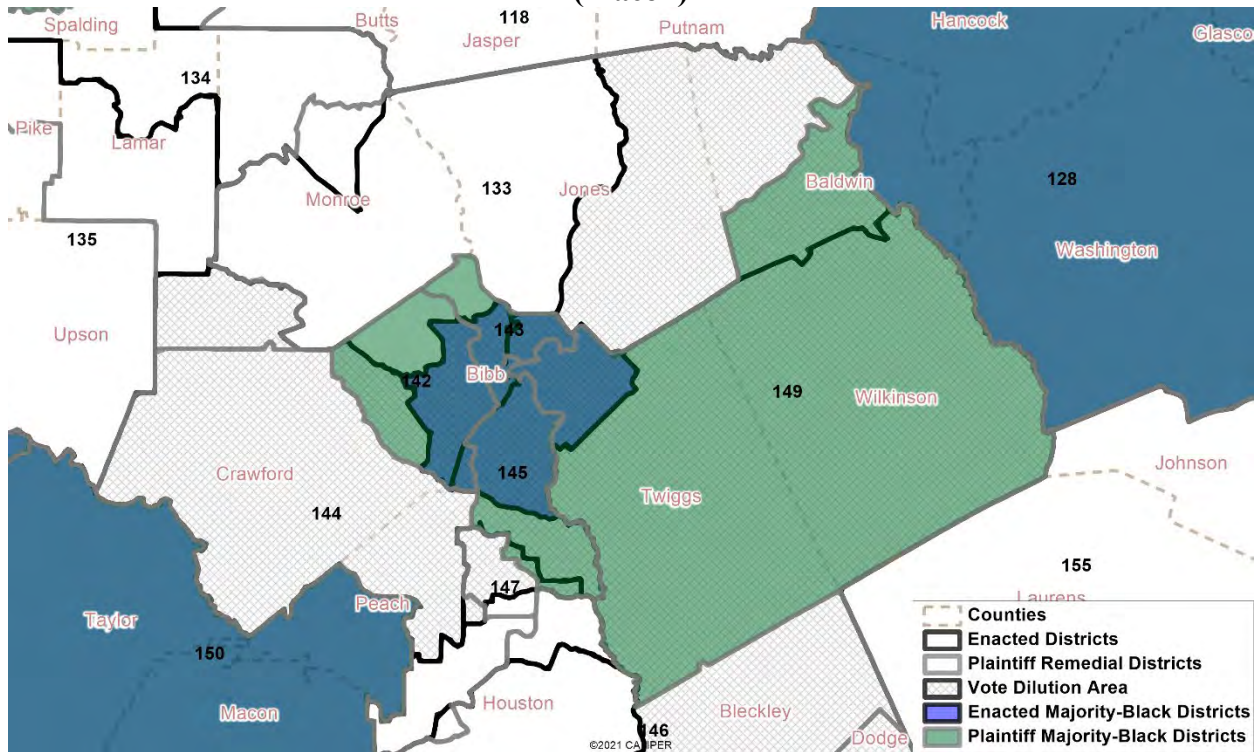 Spalding
Butts
118
Jasper
Putnam
Hancock
Glasco
134
Pike
Lamar
Monroe
133
Jones
Baldwin
128
135
Washington
Upson
143
Bibb
142
149
Wilkinson
Crawford
145
Twiggs
Johnson
144
147
155
Laurens
Taylor
Peach
150
Macon
Houston
146
Bleckley
Dodge
Counties
Enacted Districts
Plaintiff Remedial Districts
Vote Dilution Area
Enacted Majority-Black Districts
Plaintiff Majority-Black Districts
©2021 CALIPER